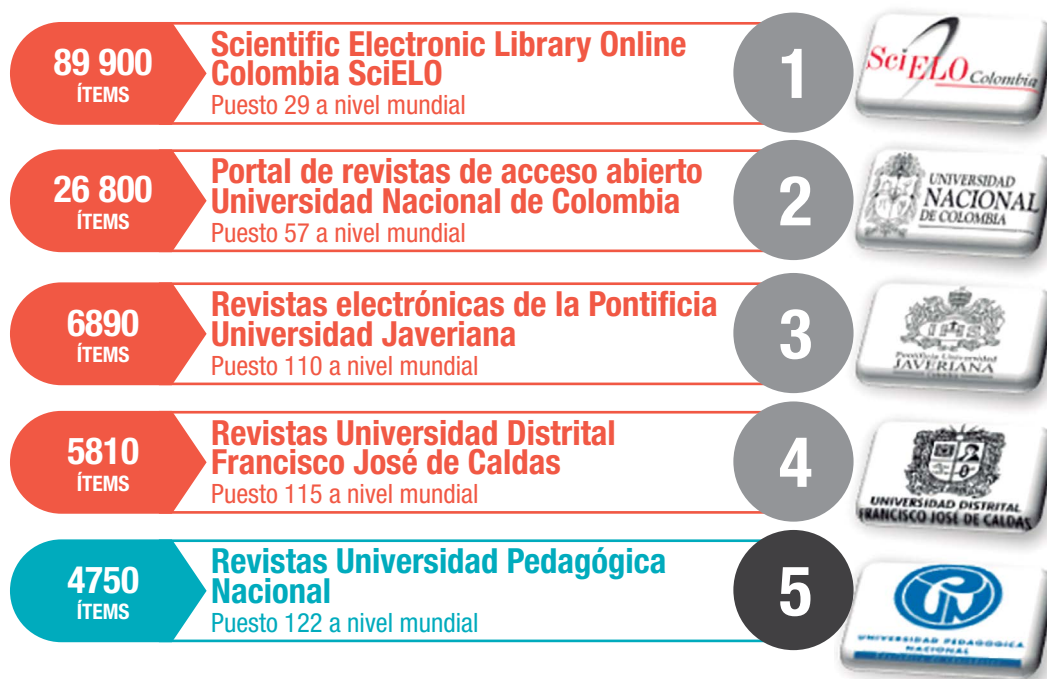 89 900
ÍTEMS
Scientific Electronic Library Online
Colombia SciELO
Puesto 29 a nivel mundial
1
SciELO Colombia
26 800
ÍTEMS
Portal de revistas de acceso abierto
Universidad Nacional de Colombia
Puesto 57 a nivel mundial
2
UNIVERSIDAD
NACIONAL
DE COLOMBIA
6890
ÍTEMS
Revistas electrónicas de la Pontificia
Universidad Javeriana
Puesto 110 a nivel mundial
3
IHS
Pontificia Universidad
JAVERIANA
5810
ÍTEMS
Revistas Universidad Distrital
Francisco José de Caldas
Puesto 115 a nivel mundial
4
UNIVERSIDAD DISTRITAL
FRANCISCO JOSE DE CALDAS
4750
ÍTEMS
Revistas Universidad Pedagógica
Nacional
Puesto 122 a nivel mundial
5
UNIVERSIDAD PEDAGOGICA
NACIONAL